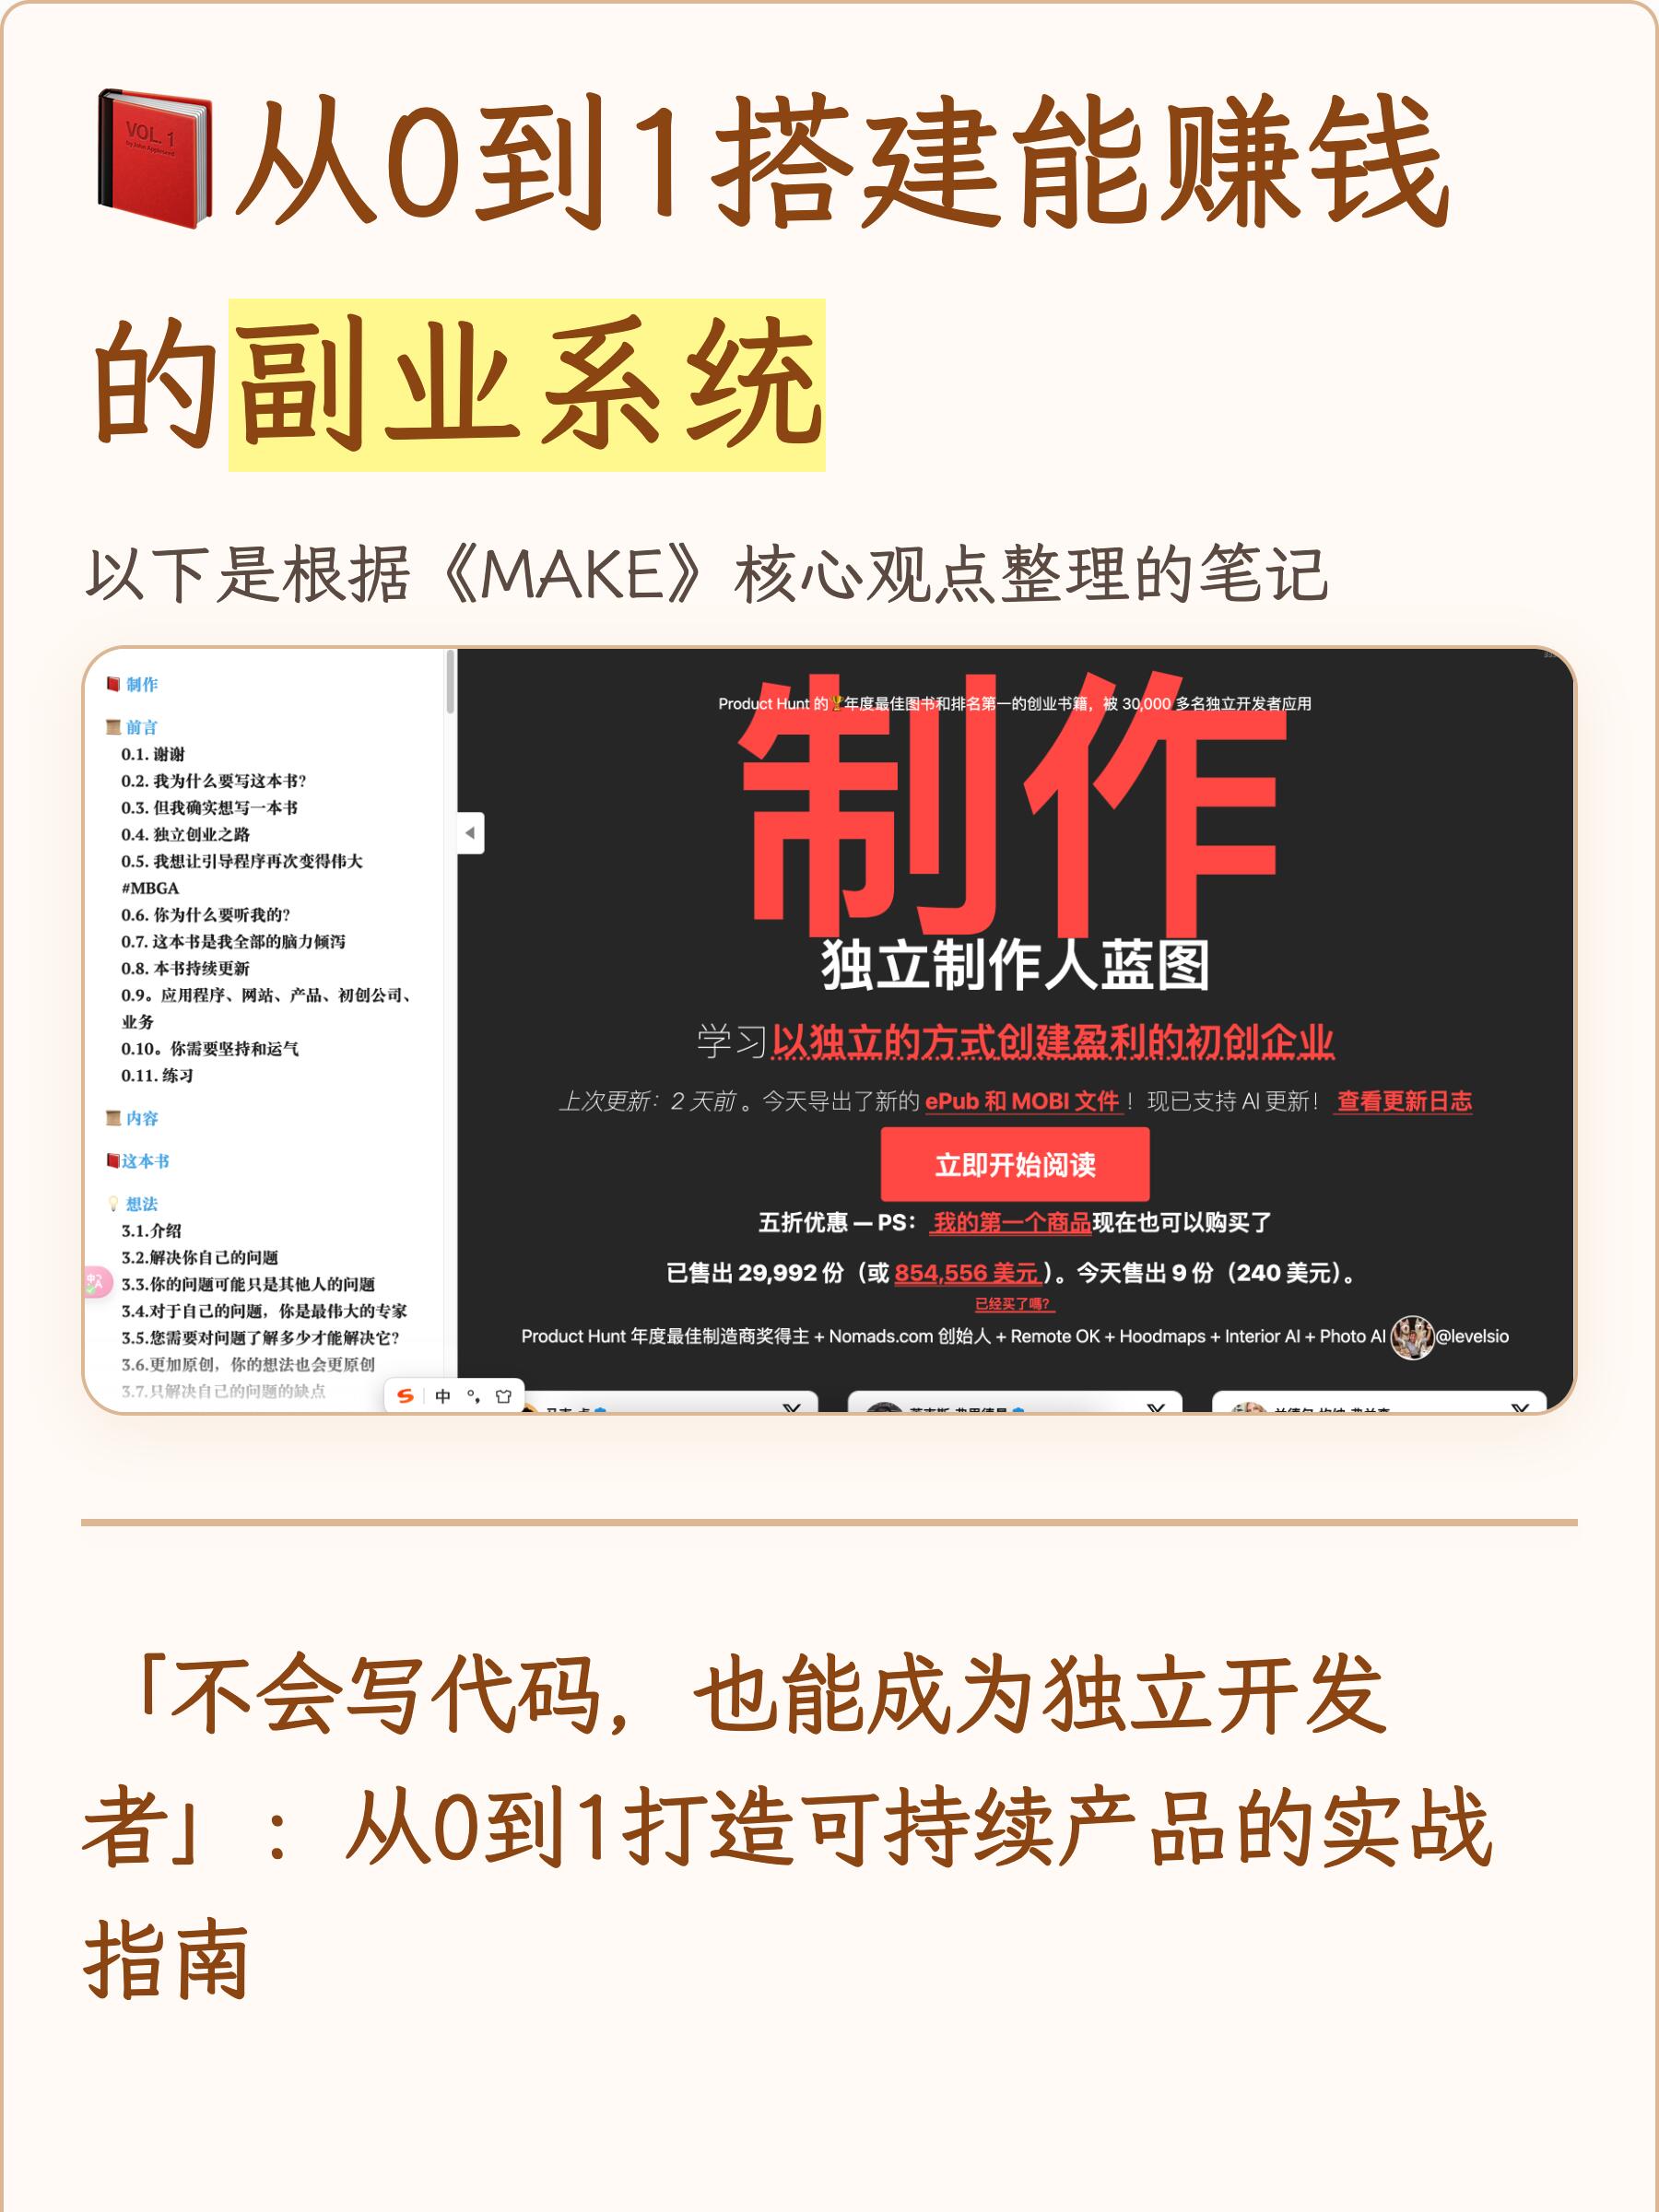 VOL. 1
从0到1搭建能赚钱
的副业系统
以下是根据《MAKE》核心观点整理的笔记
制作
前言
0.1. 谢谢
0.2. 我为什么要写这本书?
0.3. 但我确实想写一本书
0.4. 独立创业之路
0.5. 我想让引导程序再次变得伟大
#MBGA
0.6. 你为什么要听我的?
0.7. 这本书是我全部的脑力倾泻
0.8. 本书持续更新
0.9。应用程序、网站、产品、初创公司、
业务
0.10。你需要坚持和运气
0.11. 练习
内容
这本书
想法
3.1.介绍
3.2.解决你自己的问题
3.3.你的问题可能只是其他人的问题
3.4.对于自己的问题，你是最伟大的专家
3.5.您需要对问题了解多少才能解决它?
3.6.更加原创，你的想法也会更原创
3.7.只解决自己的问题的缺点
中
Product Hunt 的🏆年度最佳图书和排名第一的创业书籍，被 30,000 多名独立开发者应用
制作
独立制作人蓝图
学习以独立的方式创建盈利的初创企业
上次更新：2 天前 。今天导出了新的 ePub 和 MOBI 文件 ！现已支持 AI 更新！ 查看更新日志
立即开始阅读
五折优惠 — PS： 我的第一个商品现在也可以购买了
已售出 29,992 份（或 854,556 美元 ）。今天售出 9 份（240 美元）。
已经买了嗎?
Product Hunt 年度最佳制造商奖得主 + Nomads.com 创始人 + Remote OK + Hoodmaps + Interior AI + Photo AI @levelsio
「不会写代码，也能成为独立开发
者」：从0到1打造可持续产品的实战
指南